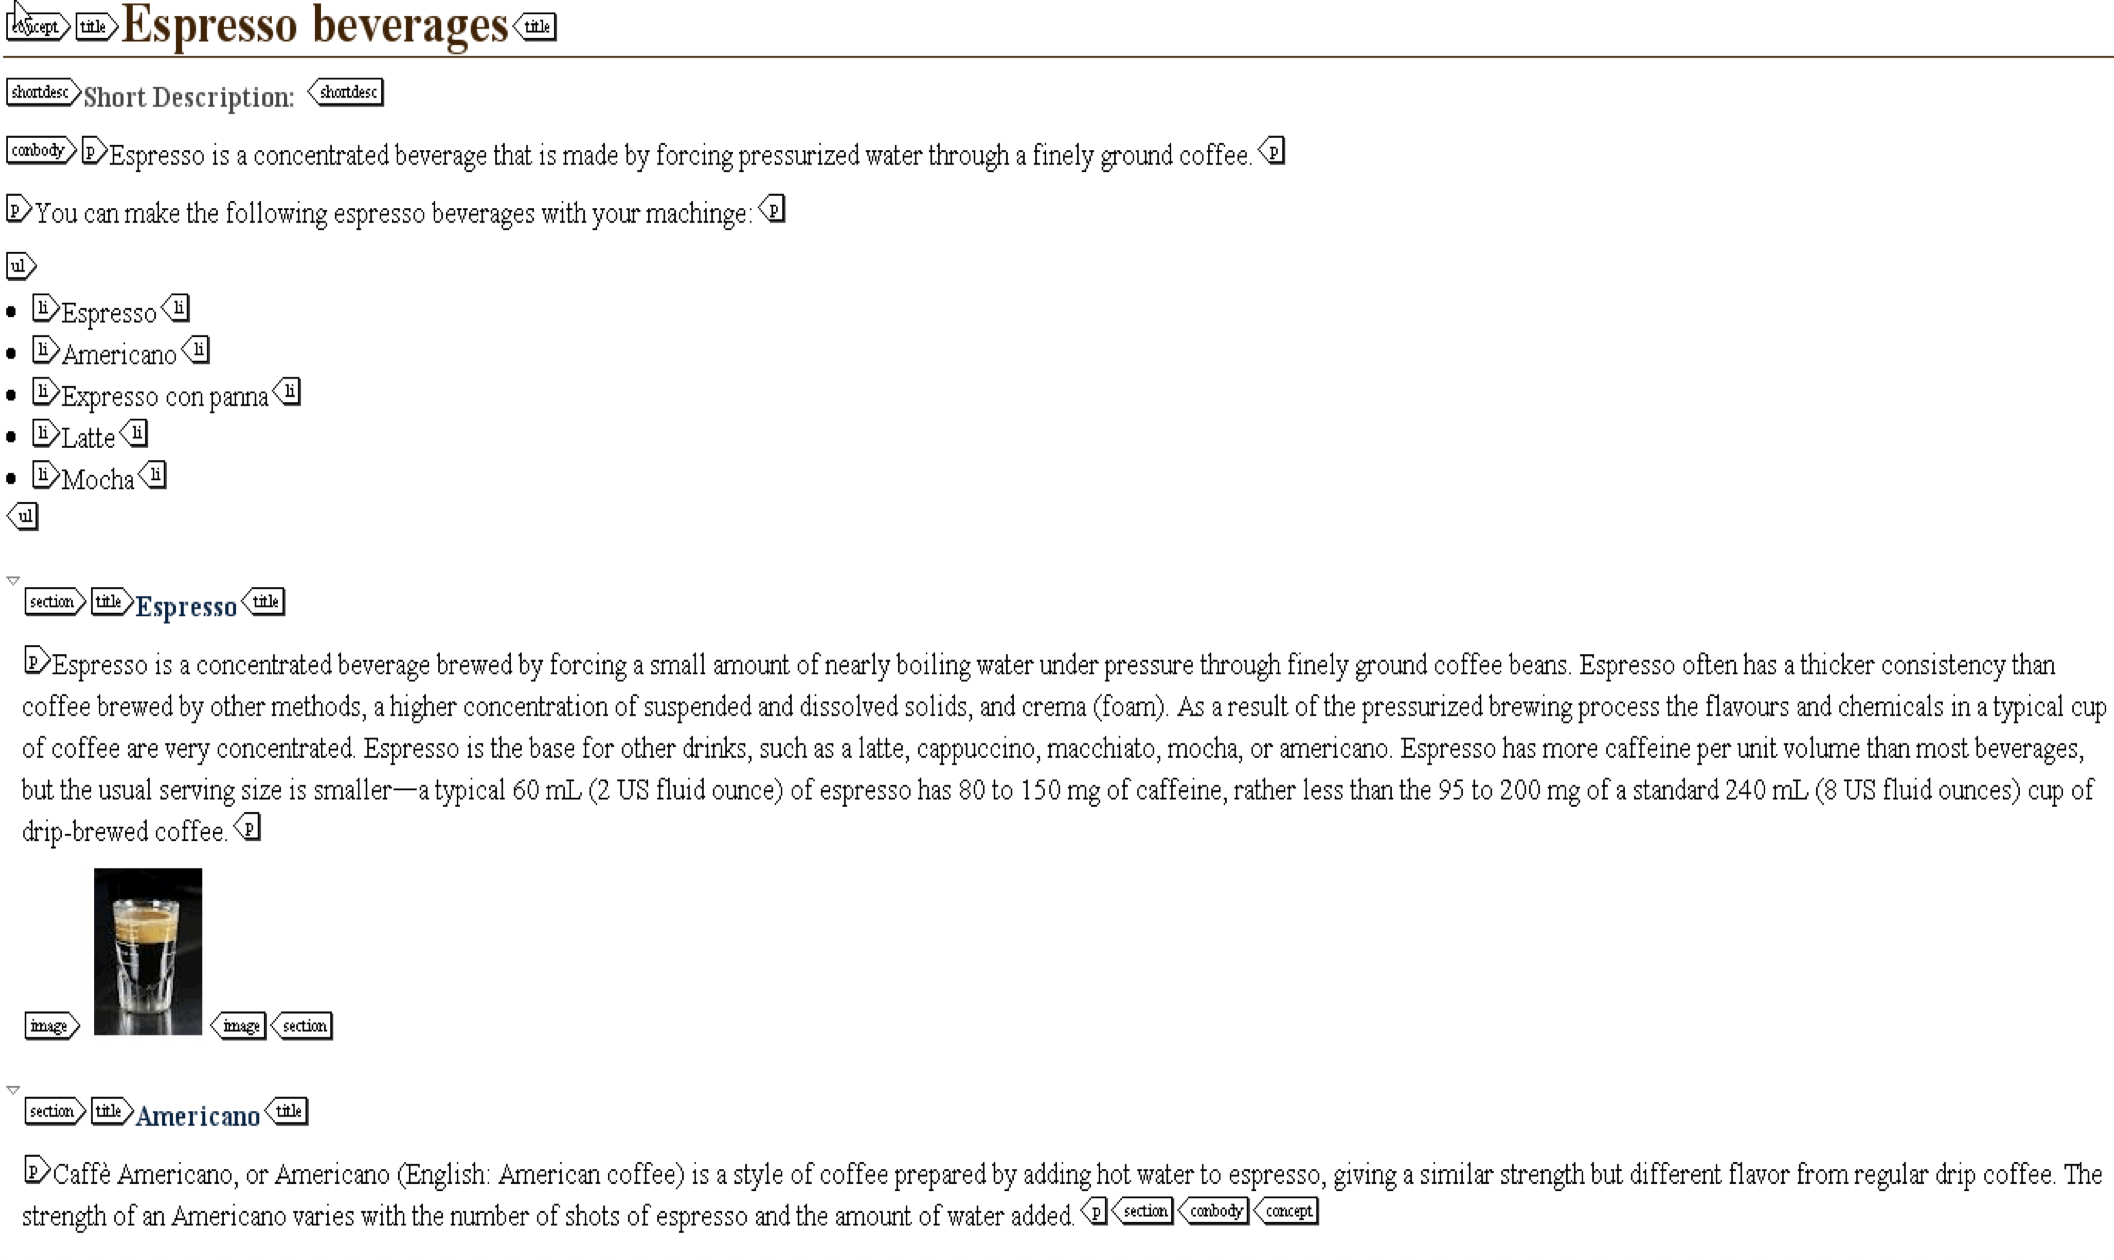 concept title Espresso beverages title
shortdesc Short Description: shortdesc
conbody p Espresso is a concentrated beverage that is made by forcing pressurized water through a finely ground coffee. p
p You can make the following espresso beverages with your machinge: p
ul
• li Espresso li
• li Americano li
• li Expresso con panna li
• li Latte li
• li Mocha li
ul
section title Espresso title
p Espresso is a concentrated beverage brewed by forcing a small amount of nearly boiling water under pressure through finely ground coffee beans. Espresso often has a thicker consistency than
coffee brewed by other methods, a higher concentration of suspended and dissolved solids, and crema (foam). As a result of the pressurized brewing process the flavours and chemicals in a typical cup
of coffee are very concentrated. Espresso is the base for other drinks, such as a latte, cappuccino, macchiato, mocha, or americano. Espresso has more caffeine per unit volume than most beverages,
but the usual serving size is smaller—a typical 60 mL (2 US fluid ounce) of espresso has 80 to 150 mg of caffeine, rather less than the 95 to 200 mg of a standard 240 mL (8 US fluid ounces) cup of
drip-brewed coffee. p
image image section
section title Americano title
p Caffè Americano, or Americano (English: American coffee) is a style of coffee prepared by adding hot water to espresso, giving a similar strength but different flavor from regular drip coffee. The
strength of an Americano varies with the number of shots of espresso and the amount of water added. p section conbody concept